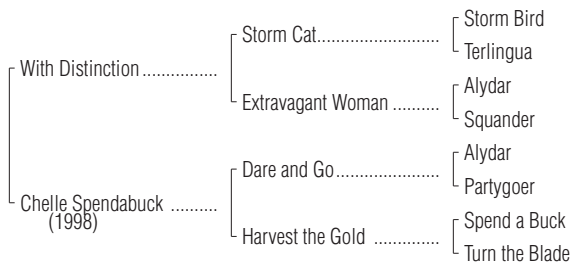 Storm Bird
Storm Cat..........................
Terlingua
With Distinction ...............
Alydar
Extravagant Woman ..........
Squander
Alydar
Dare and Go......................
Partygoer
Chelle Spendabuck ..........
(1998)
Spend a Buck
Harvest the Gold ..............
Turn the Blade